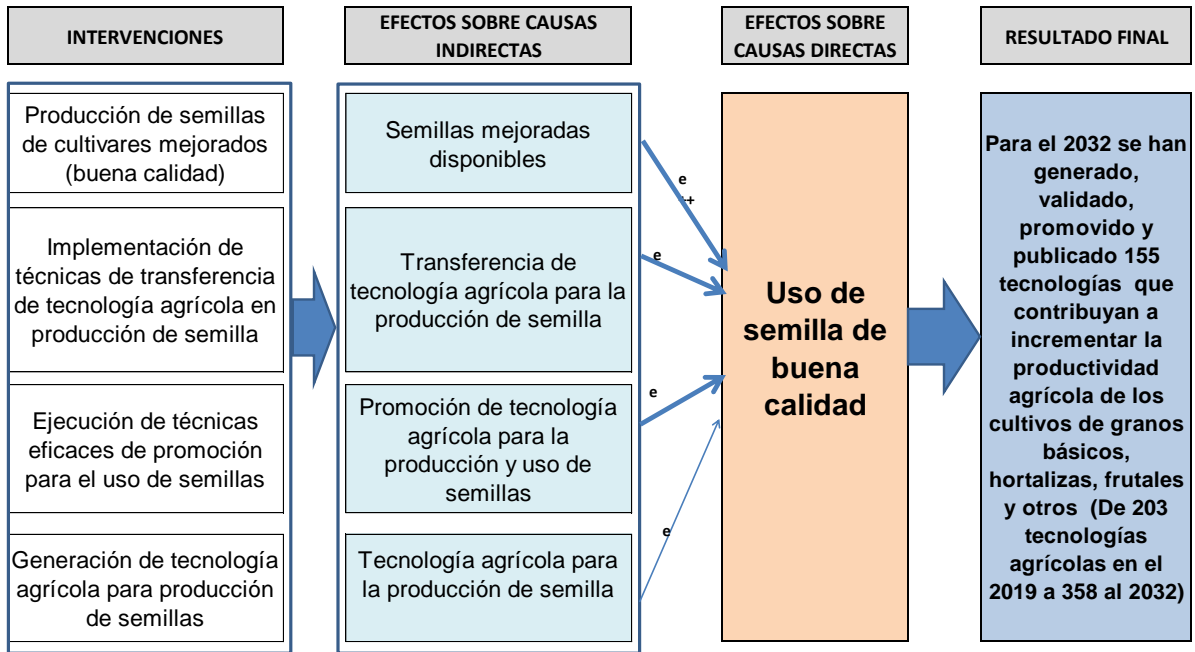 INTERVENCIONES
EFECTOS SOBRE CAUSAS
INDIRECTAS
EFECTOS SOBRE
CAUSAS DIRECTAS
RESULTADO FINAL
Producción de semillas
de cultivares mejorados
(buena calidad)
Implementación de
técnicas de transferencia
de tecnología agrícola en
producción de semilla
Ejecución de técnicas
eficaces de promoción
para el uso de semillas
Generación de tecnología
agrícola para producción
de semillas
Semillas mejoradas
disponibles
Transferencia de
tecnología agrícola para la
producción de semilla
Promoción de tecnología
agrícola para la
producción y uso de
semillas
Tecnología agrícola para
la producción de semilla
e
++
e
e
e
Uso de
semilla de
buena
calidad
Para el 2032 se han
generado,
validado,
promovido y
publicado 155
tecnologías que
contribuyan a
incrementar la
productividad
agrícola de los
cultivos de granos
básicos,
hortalizas, frutales
y otros (De 203
tecnologías
agrícolas en el
2019 a 358 al 2032)